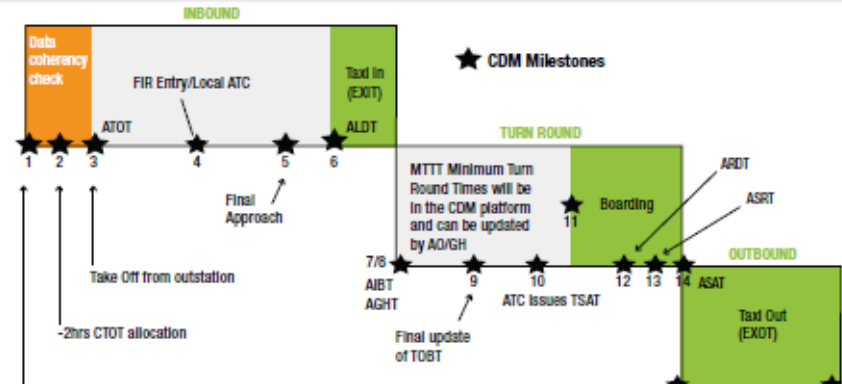 INBOUND
Data
coherency
check
FIR Entry/Local ATC
Taxi In
(EXIT)
CDM Milestones
ATOT
ALDT
1
2
3
4
5
6
TURN ROUND
Final
Approach
MTTT Minimum Turn
Round Times will be
in the CDM platform
and can be updated
by AO/GH
11
Boarding
ARDT
ASRT
OUTBOUND
Take Off from outstation
7/8
AIBT
AGHT
9
10
12
13
14
ASAT
ATC Issues TSAT
Final update
of TOBT
~2hrs CTOT allocation
Taxi Out
(EXOT)